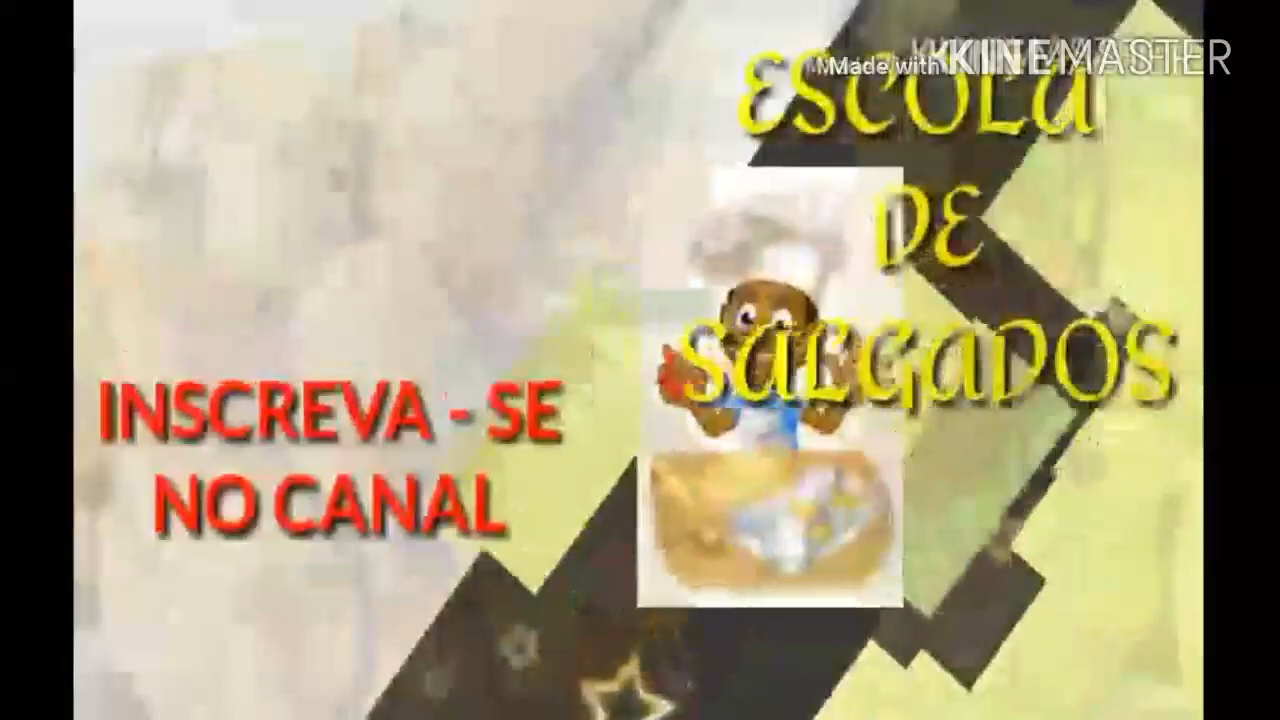 Made with KINEMASTER
ESCOLA
DE
SALGADOS
INSCREVA - SE
NO CANAL